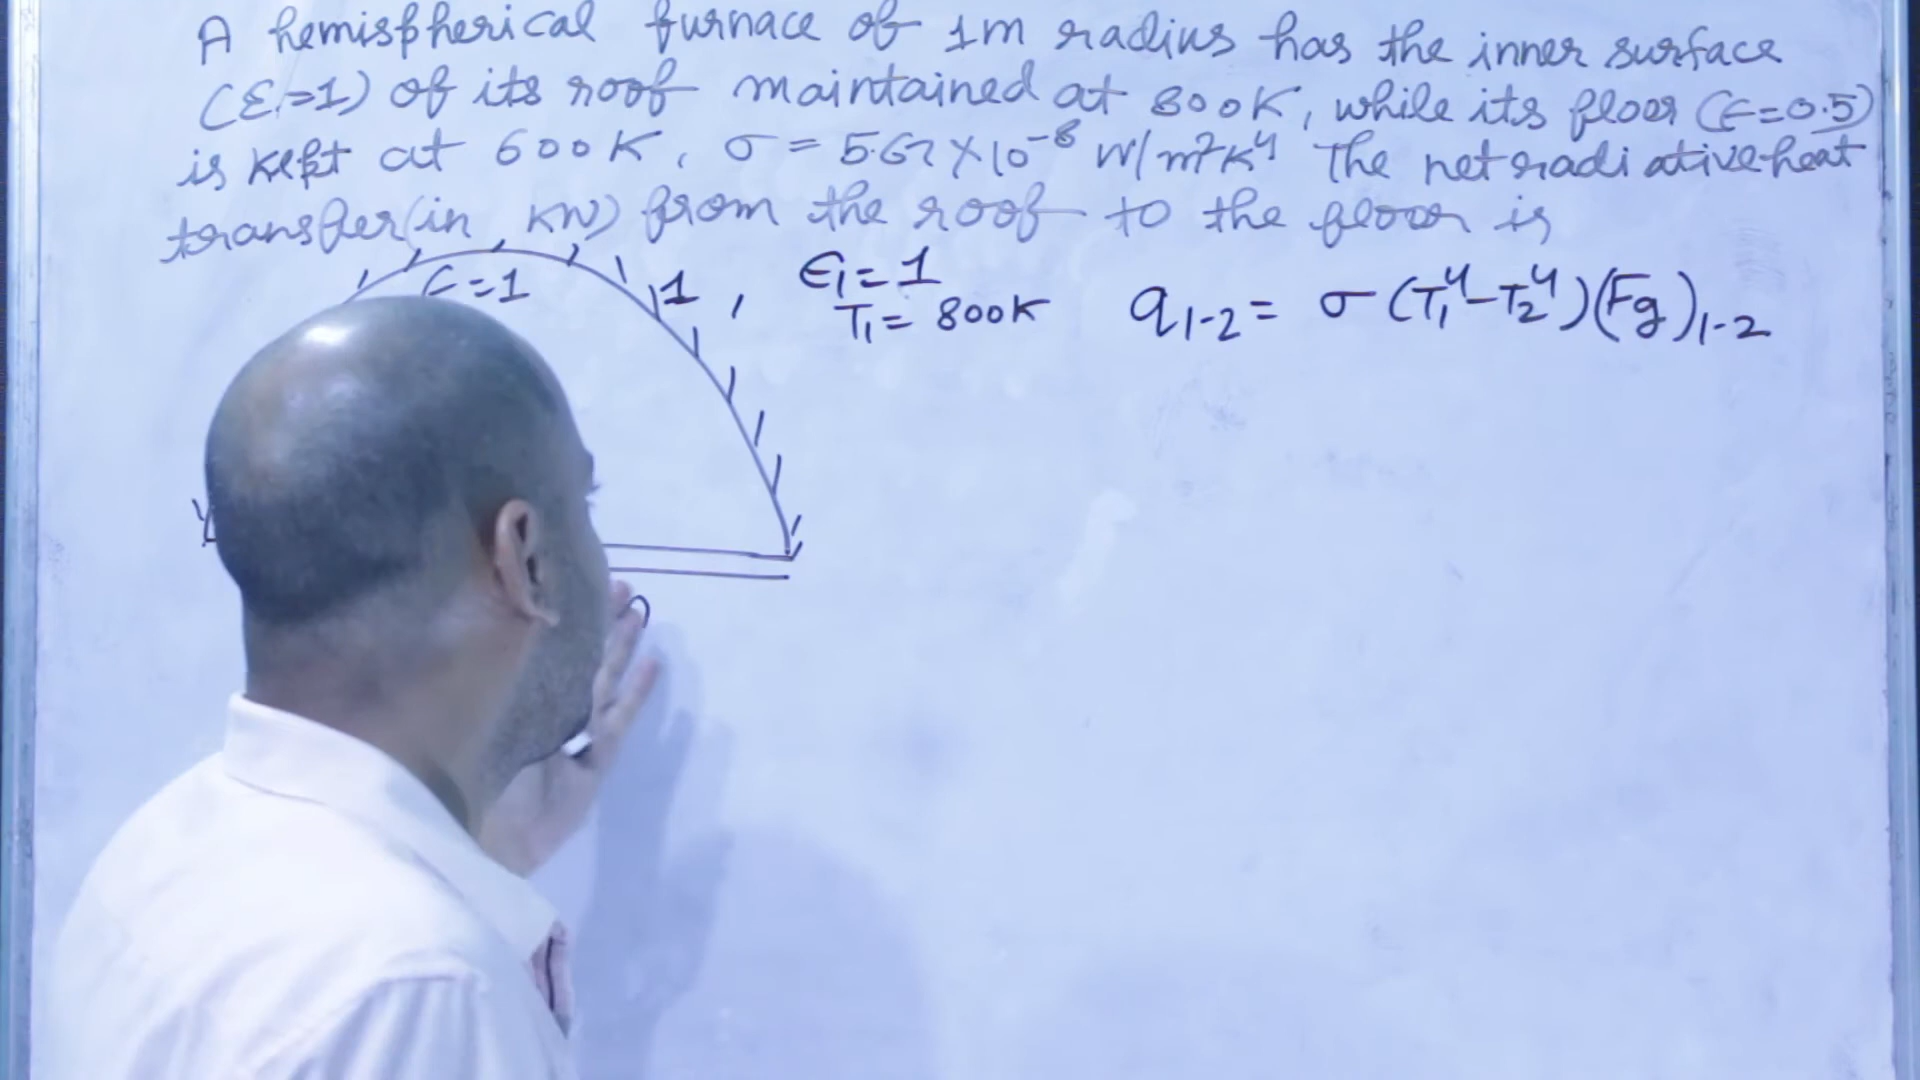 A hemispherical furnace of 1m radius has the inner surface
(ε=1) of its roof maintained at 800K, while its floor (ε=0.5)
is kept at 600K, σ = 5.67×10⁻⁸ W/m²K⁴ The net radiative heat
transfer (in KW) from the roof to the floor is
ε=1
1, ε₁=1
T₁= 800K
q₁₋₂= σ(T₁⁴-T₂⁴)(Fg)₁₋₂